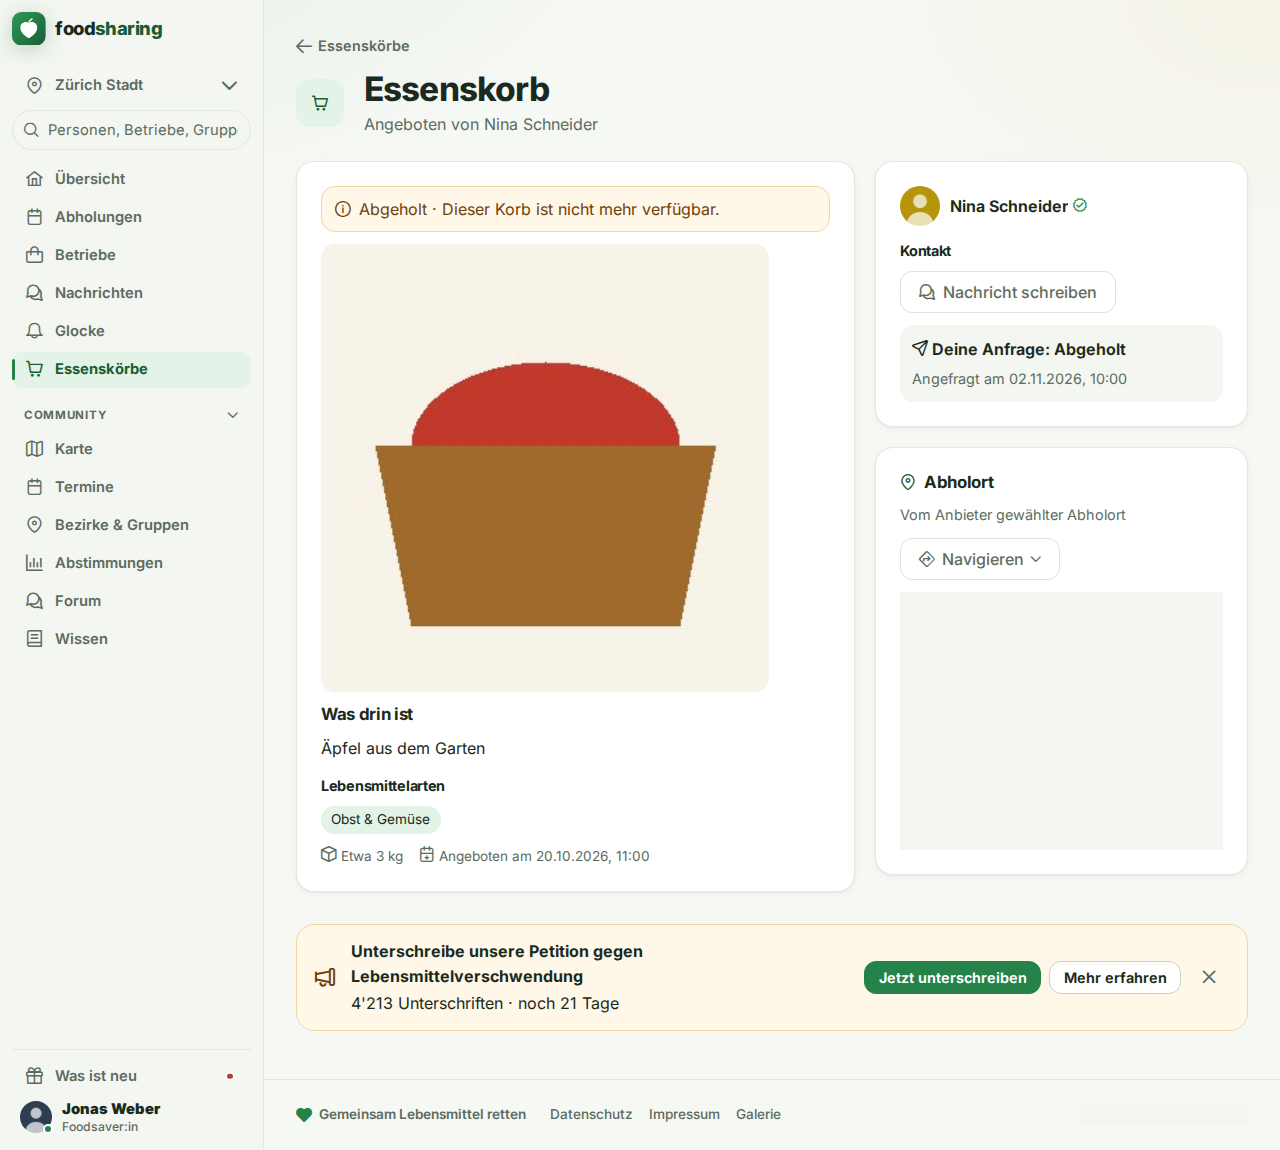 foodsharing
Zürich Stadt
Personen, Betriebe, Grupp
Übersicht
Abholungen
Betriebe
Nachrichten
Glocke
Essenskörbe
COMMUNITY
Karte
Termine
Bezirke & Gruppen
Abstimmungen
Forum
Wissen
Was ist neu
Jonas Weber
Foodsaver:in
Essenskörbe
Essenskorb
Angeboten von Nina Schneider
Abgeholt · Dieser Korb ist nicht mehr verfügbar.
Was drin ist
Äpfel aus dem Garten
Lebensmittelarten
Obst & Gemüse
Etwa 3 kg Angeboten am 20.10.2026, 11:00
Nina Schneider
Kontakt
Nachricht schreiben
Deine Anfrage: Abgeholt
Angefragt am 02.11.2026, 10:00
Abholort
Vom Anbieter gewählter Abholort
Navigieren
Unterschreibe unsere Petition gegen
Lebensmittelverschwendung
4'213 Unterschriften · noch 21 Tage
Jetzt unterschreiben Mehr erfahren
Gemeinsam Lebensmittel retten Datenschutz Impressum Galerie